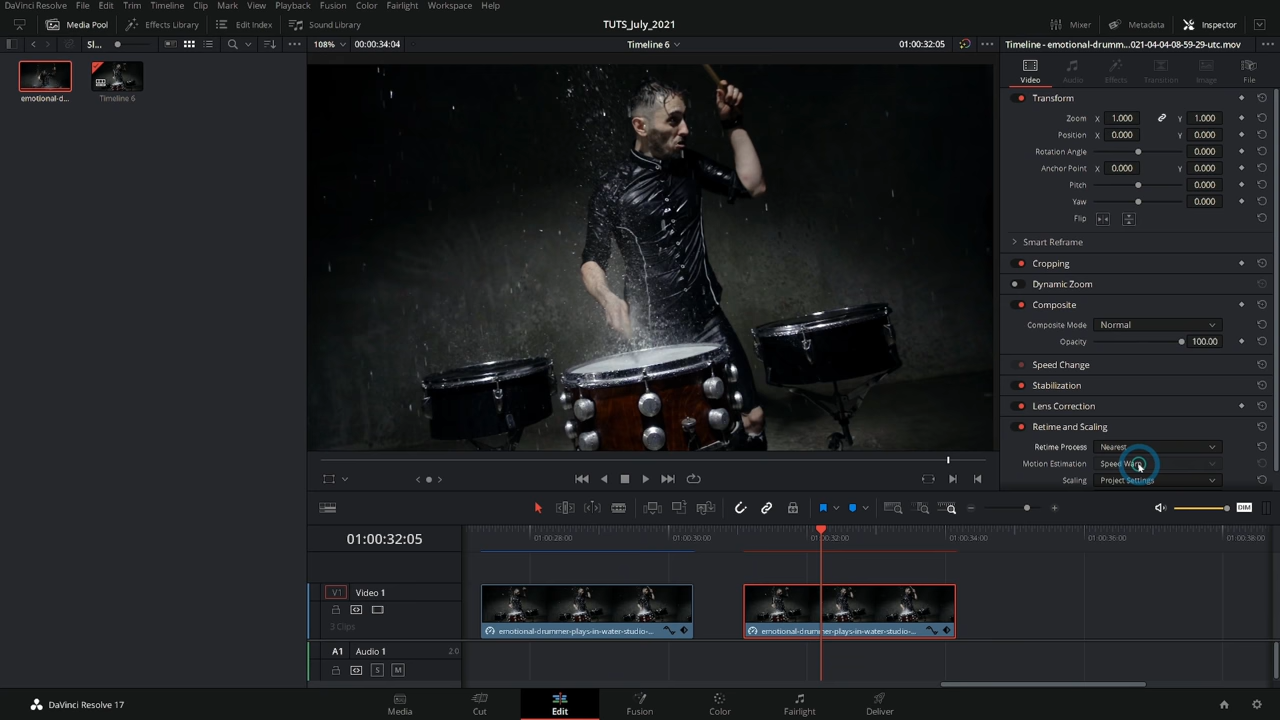 DaVinci Resolve File Edit Trim Timeline Clip Mark View Playback Fusion Color Fairlight Workspace Help
Media Pool Effects Library Edit Index Sound Library TUTS_July_2021 Mixer Metadata Inspector
Sl... 108% 00:00:34:04 Timeline 6 01:00:32:05 Timeline - emotional-drumm...021-04-04-08-59-29-utc.mov
Video Audio Effects Transition Image File
emotional-d... Timeline 6
Transform
Zoom X 1.000 Y 1.000
Position X 0.000 Y 0.000
Rotation Angle 0.000
Anchor Point X 0.000 Y 0.000
Pitch 0.000
Yaw 0.000
Flip
Smart Reframe
Cropping
Dynamic Zoom
Composite
Composite Mode Normal
Opacity 100.00
Speed Change
Stabilization
Lens Correction
Retime and Scaling
Retime Process Nearest
Motion Estimation Speed Warp
Scaling Project Settings
DIM
01:00:32:05 01:00:28:00 01:00:30:00 01:00:32:00 01:00:34:00 01:00:36:00 01:00:38:00
V1 Video 1
3 Clips
emotional-drummer-plays-in-water-studio-... emotional-drummer-plays-in-water-studio-...
A1 Audio 1 2.0
S M
DaVinci Resolve 17 Media Cut Edit Fusion Color Fairlight Deliver